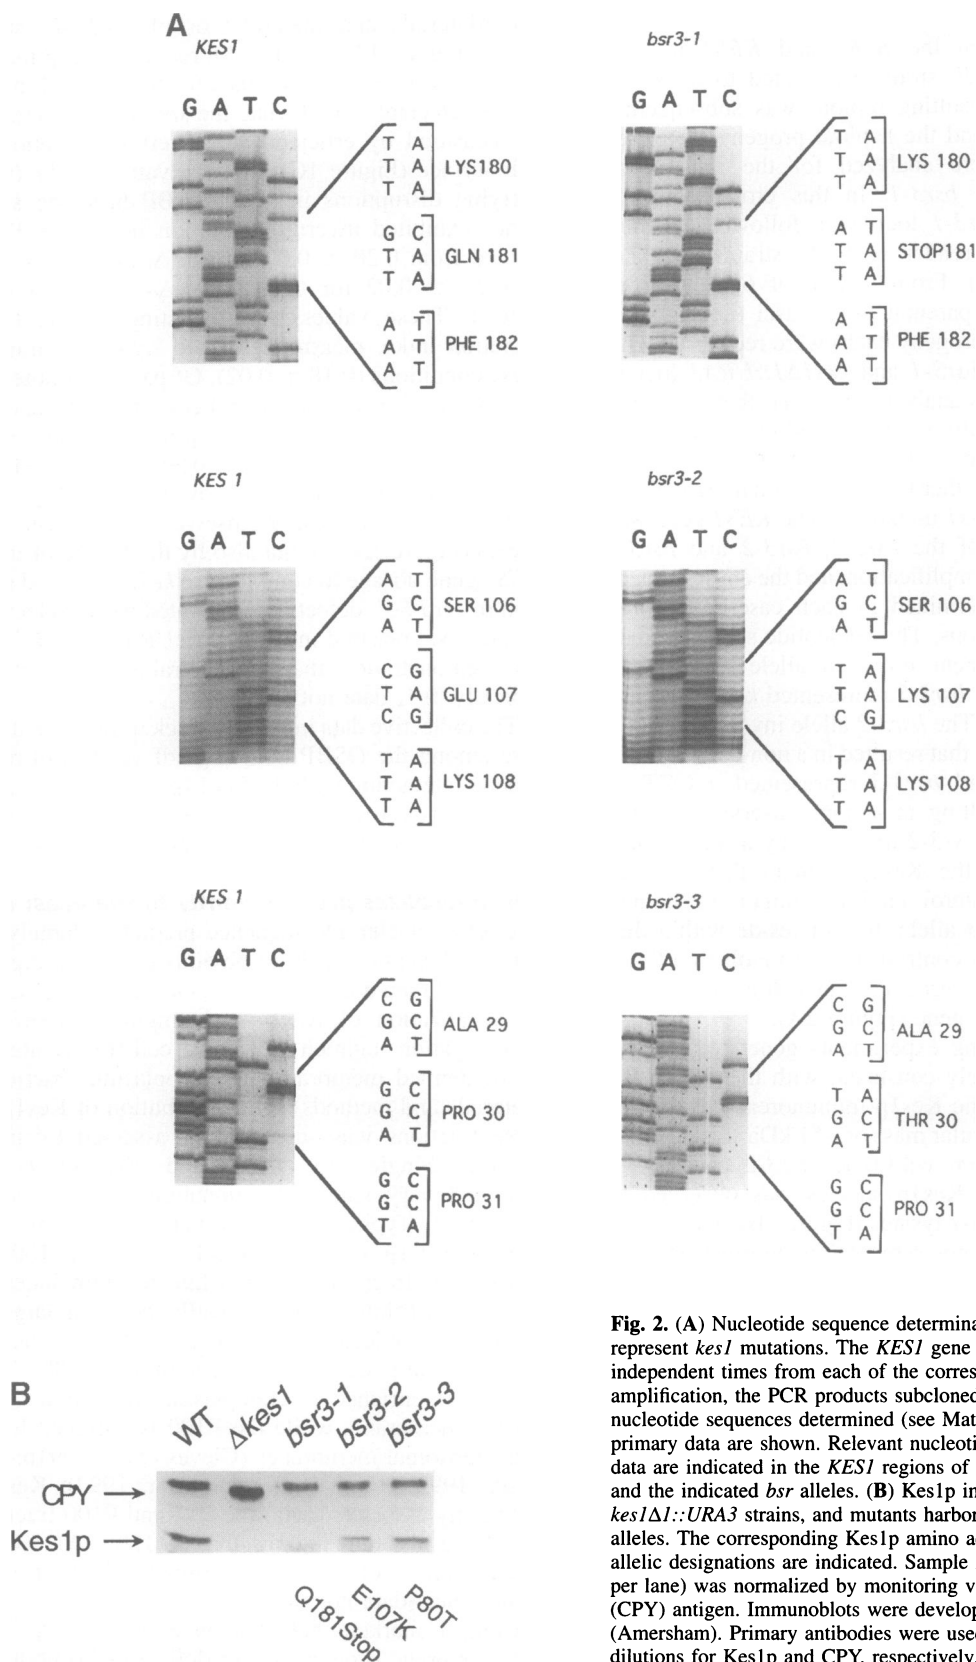 A
KES1
G A T C
T A
T A
T A
LYS180
G C
T A
T A
GLN 181
A T
A T
A T
PHE 182
bsr3-1
G A T C
T A
T A
T A
LYS 180
A T
T A
T A
STOP181
A T
A T
A T
PHE 182
KES 1
G A T C
A T
G C
A T
SER 106
C G
T A
C G
GLU 107
T A
T A
T A
LYS 108
bsr3-2
G A T C
A T
G C
A T
SER 106
T A
T A
C G
LYS 107
T A
T A
T A
LYS 108
KES 1
G A T C
C G
G C
A T
ALA 29
G C
G C
A T
PRO 30
G C
G C
T A
PRO 31
bsr3-3
G A T C
C G
G C
A T
ALA 29
T A
G C
A T
THR 30
G C
G C
T A
PRO 31
B
WT Δkes1 bsr3-1 bsr3-2 bsr3-3
CPY →
Kes1p →
Q181Stop E107K P80T
Fig. 2. (A) Nucleotide sequence determina
represent kes1 mutations. The KES1 gene
independent times from each of the corres
amplification, the PCR products subcloned
nucleotide sequences determined (see Mat
primary data are shown. Relevant nucleoti
data are indicated in the KES1 regions of
and the indicated bsr alleles. (B) Kes1p in
kes1Δ1::URA3 strains, and mutants harbor
alleles. The corresponding Kes1p amino a
allelic designations are indicated. Sample
per lane) was normalized by monitoring v
(CPY) antigen. Immunoblots were develop
(Amersham). Primary antibodies were use
dilutions for Kes1p and CPY, respectively.